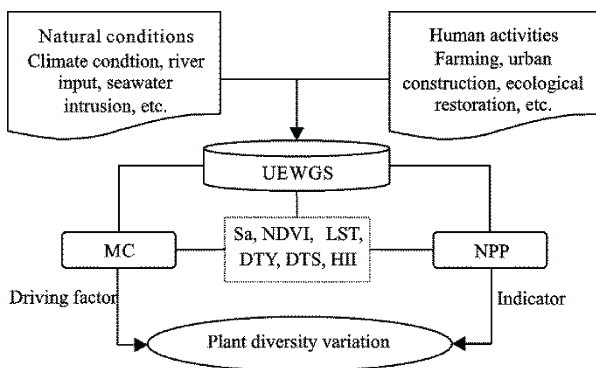 Natural conditions
Climate condtion, river
input, seawater
intrusion, etc.
Human activities
Farming, urban
construction, ecological
restoration, etc.
UEWGS
MC
Sa, NDVI, LST,
DTY, DTS, HII
NPP
Driving factor
Indicator
Plant diversity variation